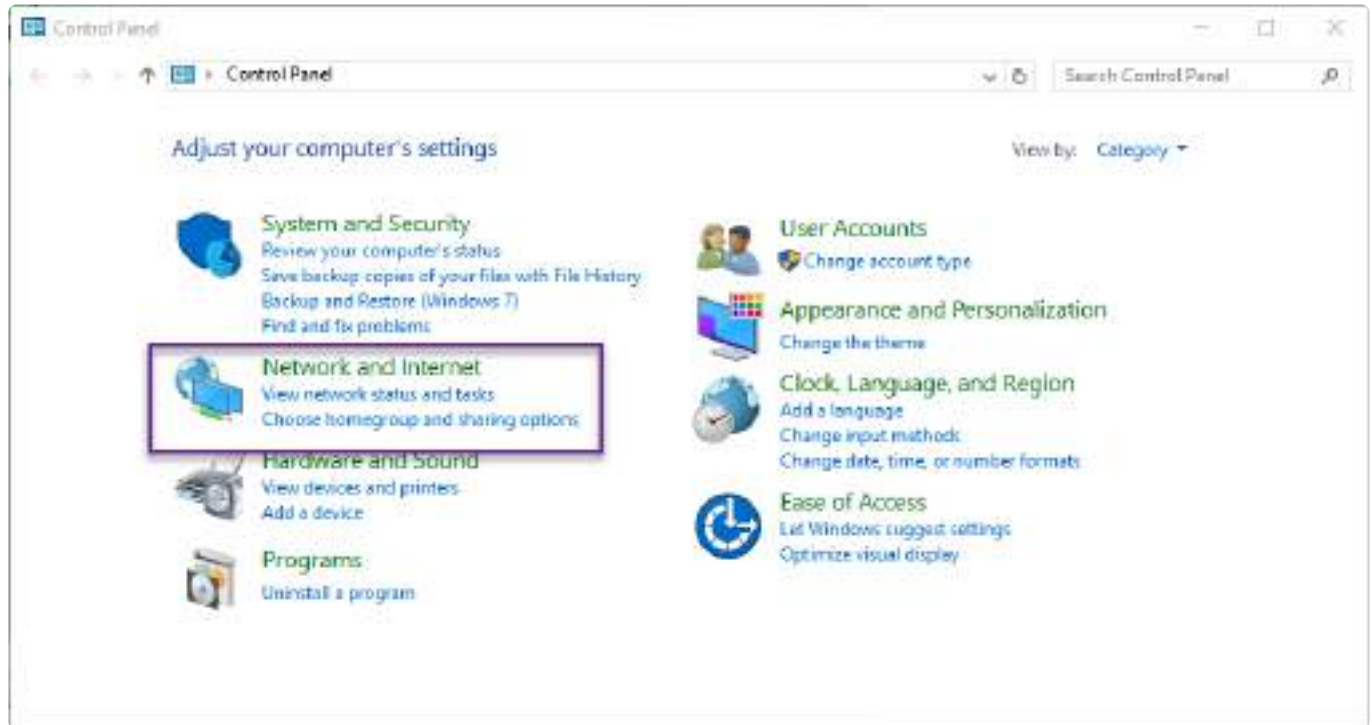 Control Panel
Control Panel
Search Control Panel
Adjust your computer's settings
View by: Category
System and Security
Review your computer's status
Save backup copies of your files with File History
Backup and Restore (Windows 7)
Find and fix problems
Network and Internet
View network status and tasks
Choose homegroup and sharing options
Hardware and Sound
View devices and printers
Add a device
Programs
Uninstall a program
User Accounts
Change account type
Appearance and Personalization
Change the theme
Clock, Language, and Region
Add a language
Change input methods
Change date, time, or number formats
Ease of Access
Let Windows suggest settings
Optimize visual display